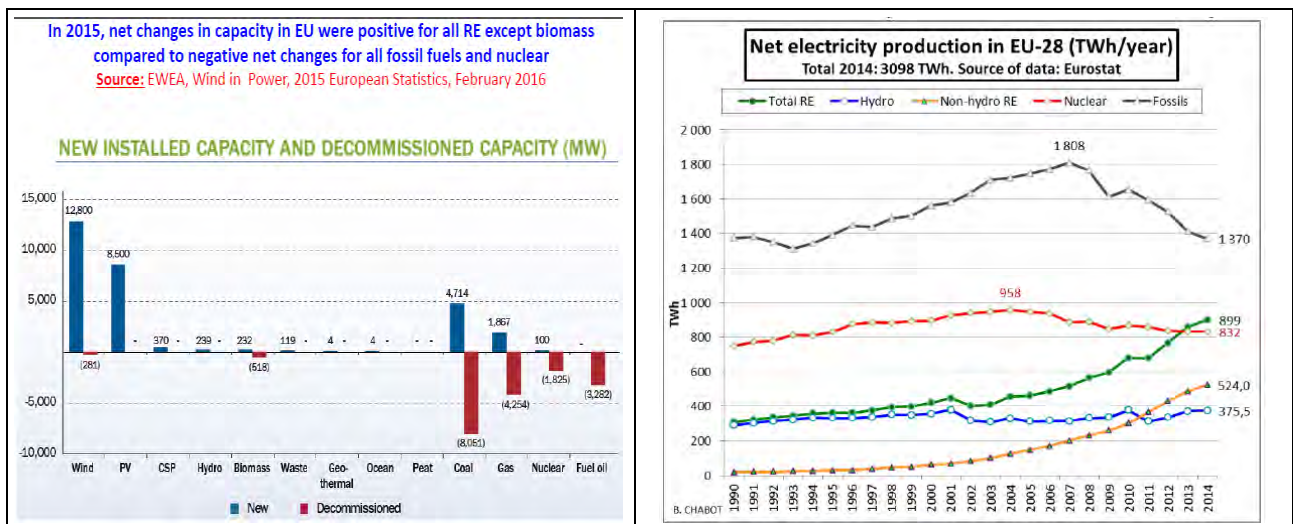 In 2015, net changes in capacity in EU were positive for all RE except biomass
compared to negative net changes for all fossil fuels and nuclear
Source: EWEA, Wind in Power, 2015 European Statistics, February 2016
NEW INSTALLED CAPACITY AND DECOMMISSIONED CAPACITY (MW)
15,000
12,800
10,000
8,500
5,000
4,714
1,867
370 - 239 - 232 119 - 4 - 4 - - - 100 -
(281)
(518)
(1,825)
(3,282)
(4,254)
-5,000
(8,051)
-10,000
Wind PV CSP Hydro Biomass Waste Geo-thermal Ocean Peat Coal Gas Nuclear Fuel oil
New Decommissioned
Net electricity production in EU-28 (TWh/year)
Total 2014: 3098 TWh. Source of data: Eurostat
Total RE Hydro Non-hydro RE Nuclear Fossils
2 000
1 808
1 800
1 600
1 400
1 370
1 200
1 000
958
899
832
800
600
524,0
400
375,5
200
0
TWh
1990 1991 1992 1993 1994 1995 1996 1997 1998 1999 2000 2001 2002 2003 2004 2005 2006 2007 2008 2009 2010 2011 2012 2013 2014
B. CHABOT